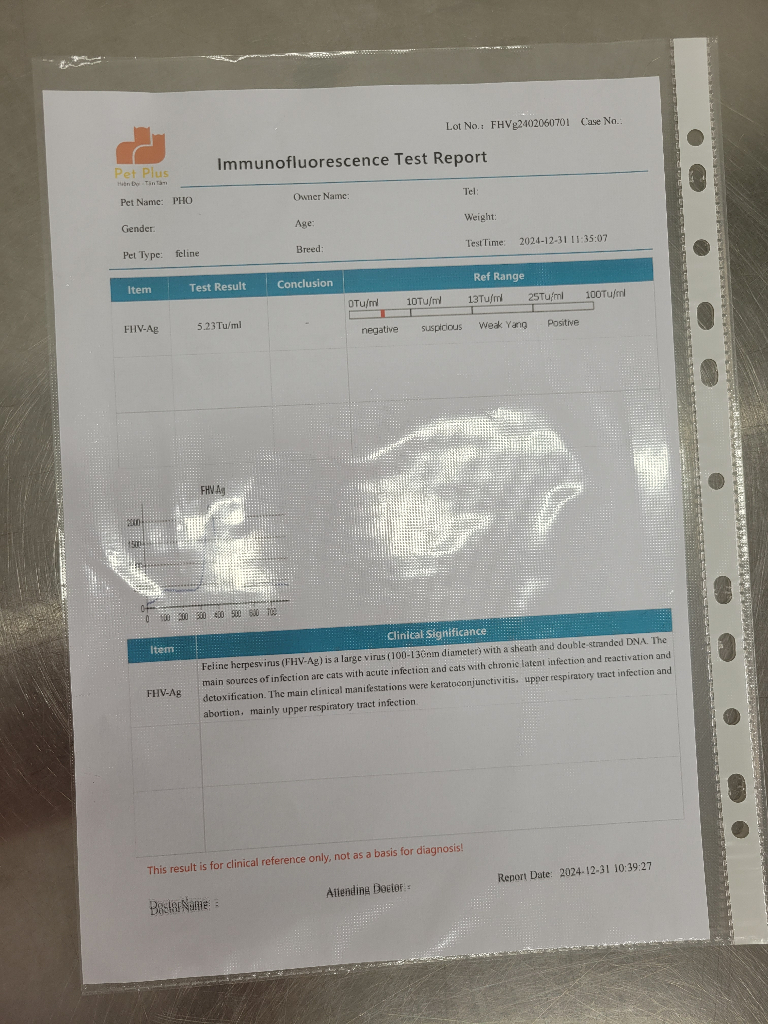 Lot No.: FHVg2402060701 Case No.:
Pet Plus
Hiện Đại - Tận Tâm
Immunofluorescence Test Report
Pet Name: PHO Owner Name: Tel:
Gender: Age: Weight:
Pet Type: feline Breed: TestTime: 2024-12-31 11:35:07
Item Test Result Conclusion Ref Range
0Tu/ml 10Tu/ml 13Tu/ml 25Tu/ml 100Tu/ml
FHV-Ag 5.23Tu/ml -
negative suspicious Weak Yang Positive
FHV-Ag
2000
1500
0
0 100 200 300 400 500 600 700
Item Clinical Significance
FHV-Ag
Feline herpesvirus (FHV-Ag) is a large virus (100-130nm diameter) with a sheath and double-stranded DNA. The
main sources of infection are cats with acute infection and cats with chronic latent infection and reactivation and
detoxification. The main clinical manifestations were keratoconjunctivitis, upper respiratory tract infection and
abortion, mainly upper respiratory tract infection.
This result is for clinical reference only, not as a basis for diagnosis!
DoctorName: : Attending Doctor: : Report Date: 2024-12-31 10:39:27